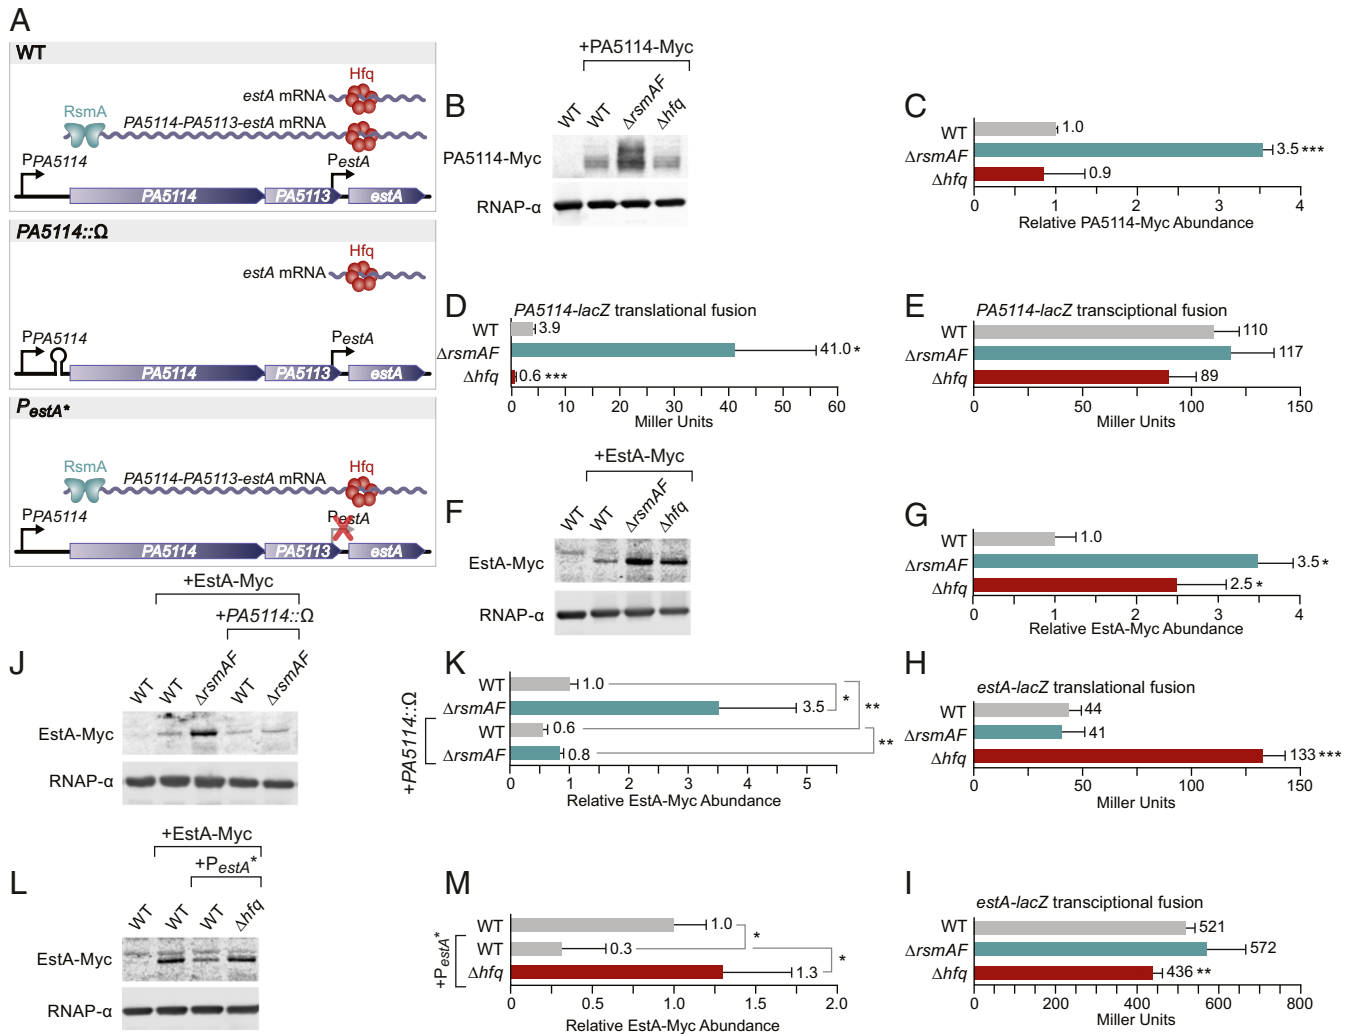 A
WT
Hfq
estA mRNA
RsmA
PA5114-PA5113-estA mRNA
PPA5114
PestA
PA5114
PA5113
estA
PA5114::Ω
Hfq
estA mRNA
PPA5114
PestA
PA5114
PA5113
estA
PestA*
RsmA
Hfq
PA5114-PA5113-estA mRNA
PPA5114
PestA
PA5114
PA5113
estA
B
+PA5114-Myc
WT WT ΔrsmAF Δhfq
PA5114-Myc
RNAP-α
C
WT 1.0
ΔrsmAF 3.5 ***
Δhfq 0.9
0 1 2 3 4
Relative PA5114-Myc Abundance
D
PA5114-lacZ translational fusion
WT 3.9
ΔrsmAF 41.0 *
Δhfq 0.6 ***
0 10 20 30 40 50 60
Miller Units
E
PA5114-lacZ transciptional fusion
WT 110
ΔrsmAF 117
Δhfq 89
0 50 100 150
Miller Units
F
+EstA-Myc
WT WT ΔrsmAF Δhfq
EstA-Myc
RNAP-α
G
WT 1.0
ΔrsmAF 3.5 *
Δhfq 2.5 *
0 1 2 3 4
Relative EstA-Myc Abundance
J
+EstA-Myc
+PA5114::Ω
WT WT ΔrsmAF WT ΔrsmAF
EstA-Myc
RNAP-α
K
WT 1.0
ΔrsmAF 3.5 *
WT 0.6 **
ΔrsmAF 0.8 **
+PA5114::Ω
0 1 2 3 4 5
Relative EstA-Myc Abundance
H
estA-lacZ translational fusion
WT 44
ΔrsmAF 41
Δhfq 133 ***
0 50 100 150
Miller Units
L
+EstA-Myc
+PestA*
WT WT WT Δhfq
EstA-Myc
RNAP-α
M
WT 1.0
WT 0.3 *
Δhfq 1.3 *
+PestA*
0 0.5 1.0 1.5 2.0
Relative EstA-Myc Abundance
I
estA-lacZ transciptional fusion
WT 521
ΔrsmAF 572
Δhfq 436 **
0 200 400 600 800
Miller Units